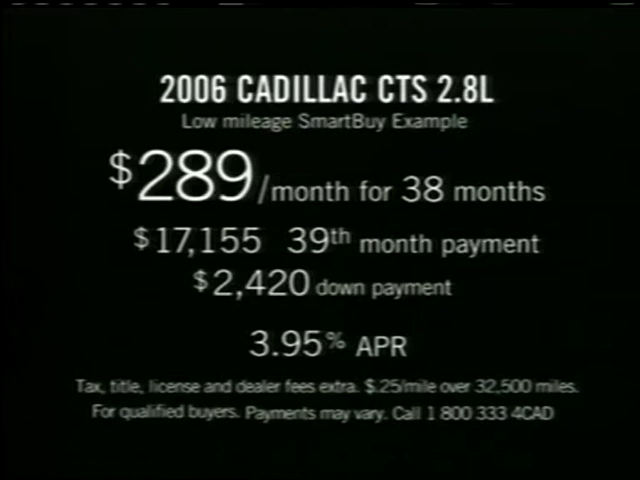 2006 CADILLAC CTS 2.8L
Low mileage SmartBuy Example
$289/month for 38 months
$17,155 39th month payment
$2,420 down payment
3.95% APR
Tax, title, license and dealer fees extra. $.25/mile over 32,500 miles.
For qualified buyers. Payments may vary. Call 1 800 333 4CAD